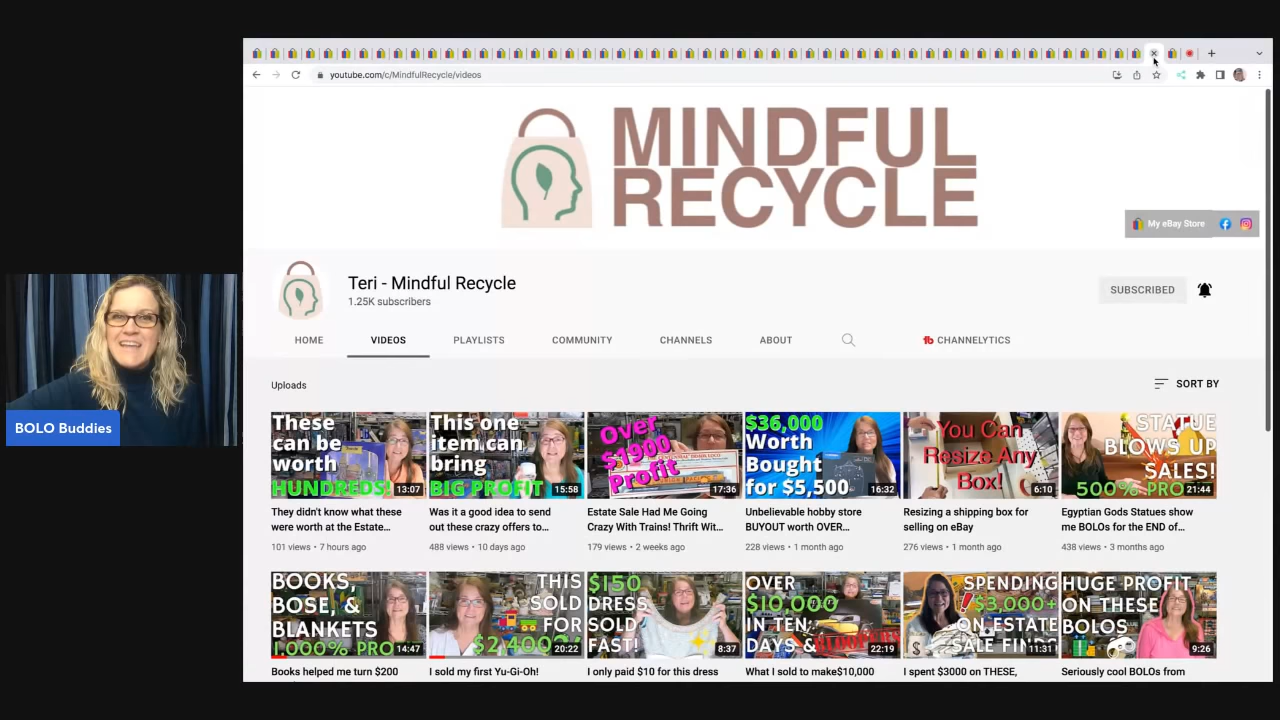 youtube.com/c/MindfulRecycle/videos
MINDFUL
RECYCLE
My eBay Store
Teri - Mindful Recycle
1.25K subscribers
SUBSCRIBED
HOME
VIDEOS
PLAYLISTS
COMMUNITY
CHANNELS
ABOUT
CHANNELYTICS
Uploads
SORT BY
These
can be
worth
HUNDREDS!
13:07
They didn't know what these
were worth at the Estate...
101 views • 7 hours ago
This one
item can
bring
BIG PROFIT
15:58
Was it a good idea to send
out these crazy offers to...
488 views • 10 days ago
Over
$1900
Profit
17:36
Estate Sale Had Me Going
Crazy With Trains! Thrift Wit...
179 views • 2 weeks ago
$36,000
Worth
Bought
for $5,500
16:32
Unbelievable hobby store
BUYOUT worth OVER...
228 views • 1 month ago
You Can
Resize Any
Box!
6:10
Resizing a shipping box for
selling on eBay
276 views • 1 month ago
STATUE
BLOWS UP
SALES!
500% PRO
21:44
Egyptian Gods Statues show
me BOLOs for the END of...
438 views • 3 months ago
BOOKS,
BOSE, &
BLANKETS
1,000% PRO
14:47
Books helped me turn $200
THIS
SOLD
FOR
$2,400?
20:22
I sold my first Yu-Gi-Oh!
$150
DRESS
SOLD
FAST!
8:37
I only paid $10 for this dress
OVER
$10,000
IN TEN
DAYS &
BLOOPERS
22:19
What I sold to make$10,000
SPENDING
$3,000+
ON ESTATE
SALE FINDS
11:31
I spent $3000 on THESE,
HUGE PROFIT
ON THESE
BOLOS
9:26
Seriously cool BOLOs from
BOLO Buddies